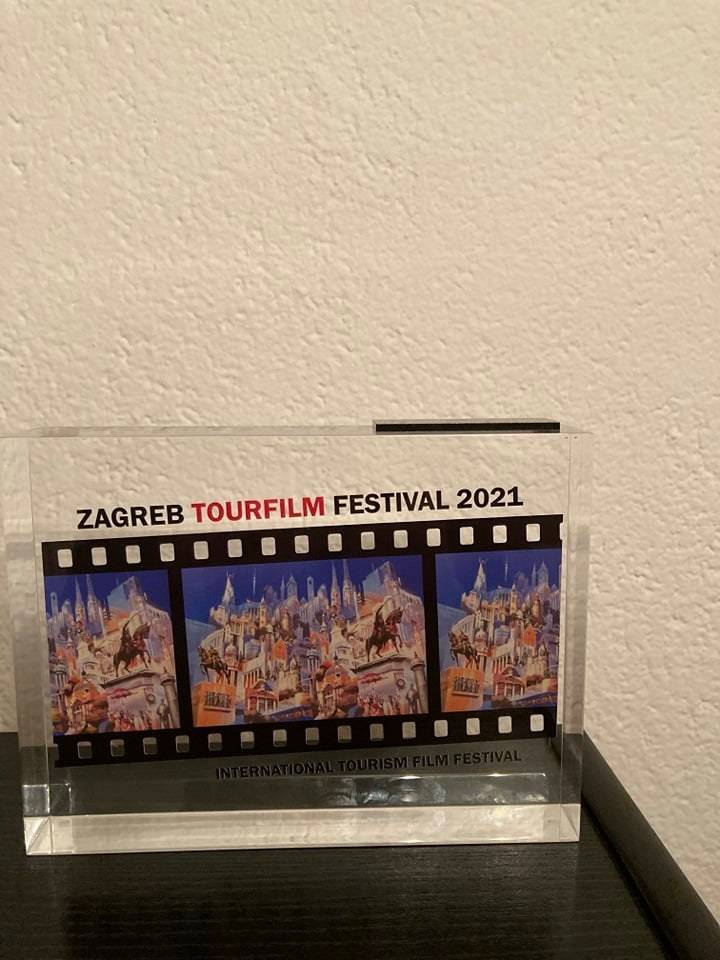 ZAGREB TOURFILM FESTIVAL 2021
INTERNATIONAL TOURISM FILM FESTIVAL